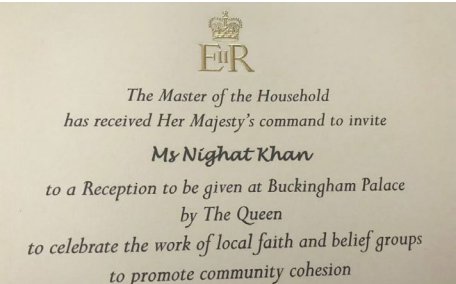 EIIR
The Master of the Household
has received Her Majesty's command to invite
Ms Nighat Khan
to a Reception to be given at Buckingham Palace
by The Queen
to celebrate the work of local faith and belief groups
to promote community cohesion